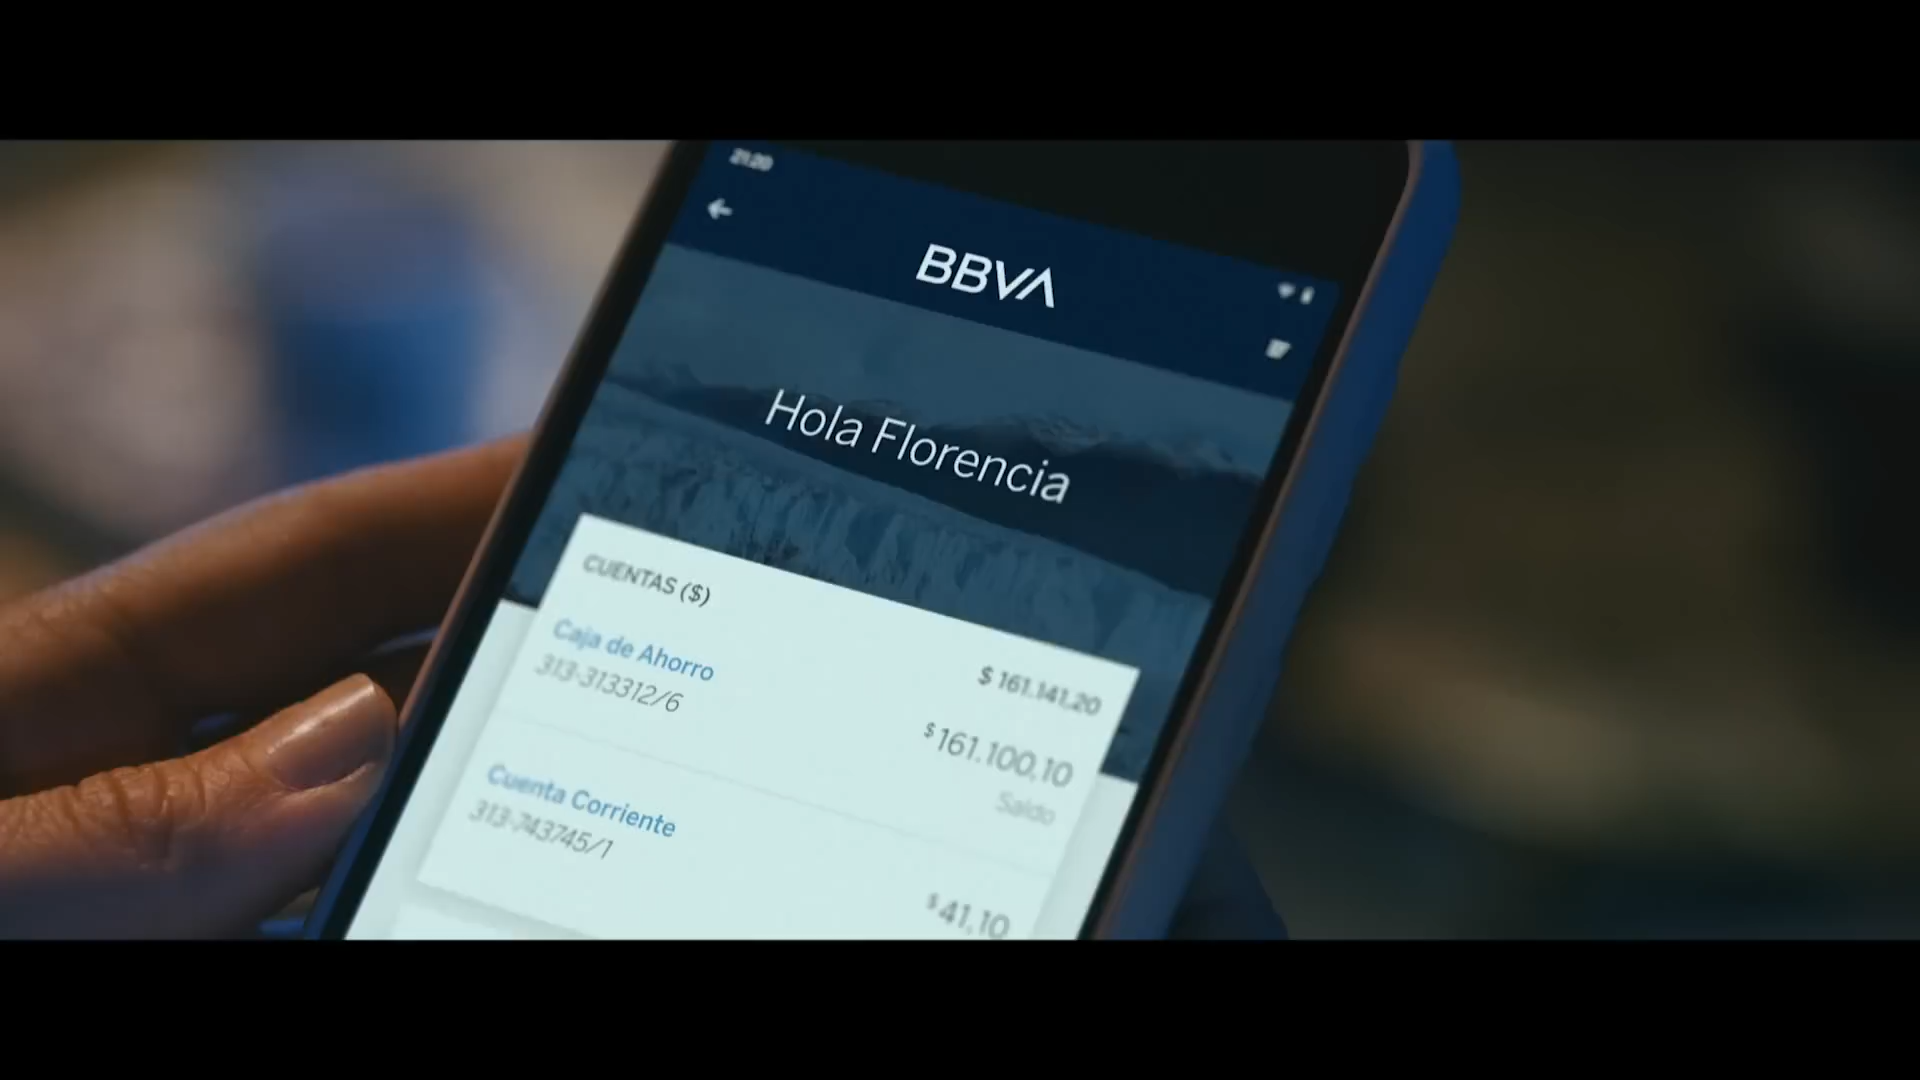 21:20
BBVA
Hola Florencia
CUENTAS ($)
$ 161.141,20
Caja de Ahorro
313-313312/6
$161.100,10
Saldo
Cuenta Corriente
313-743745/1
$41,10